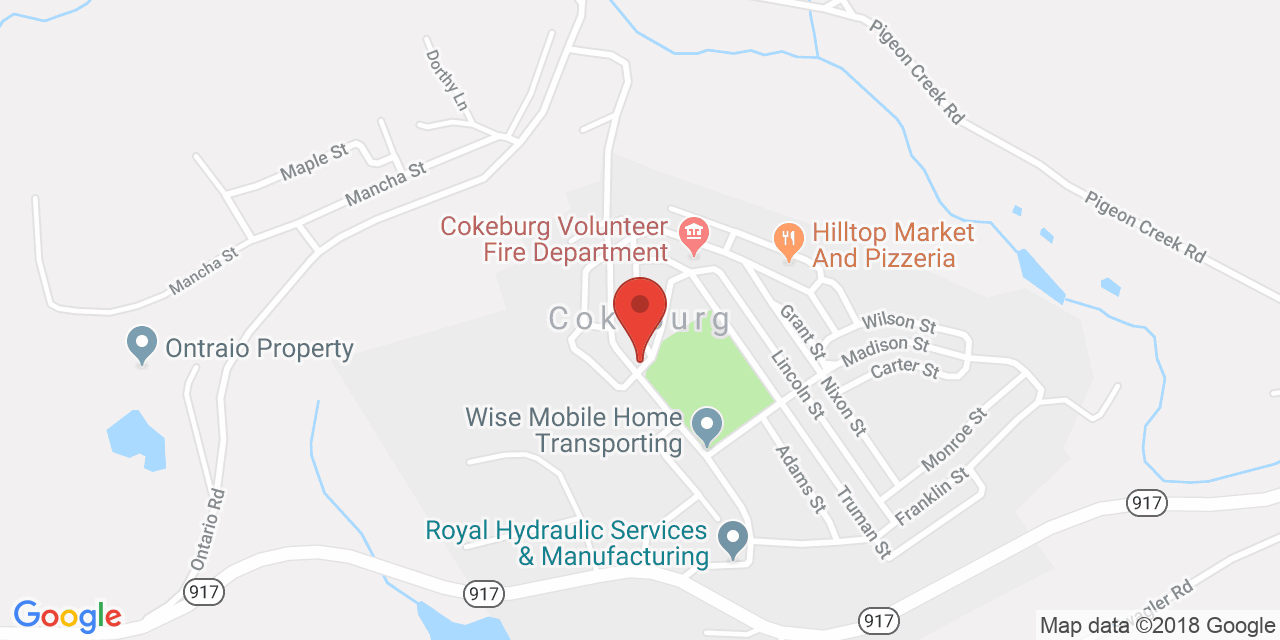 Pigeon Creek Rd
Dorthy Ln
Maple St
Mancha St
Pigeon Creek Rd
Cokeburg Volunteer
Fire Department
Hilltop Market
And Pizzeria
Mancha St
Cokeburg
Grant St
Wilson St
Madison St
Carter St
Ontraio Property
Lincoln St
Nixon St
Wise Mobile Home
Transporting
Monroe St
Adams St
Franklin St
Truman St
Ontario Rd
917
Royal Hydraulic Services
& Manufacturing
917
917
917
Google
Map data ©2018 Google